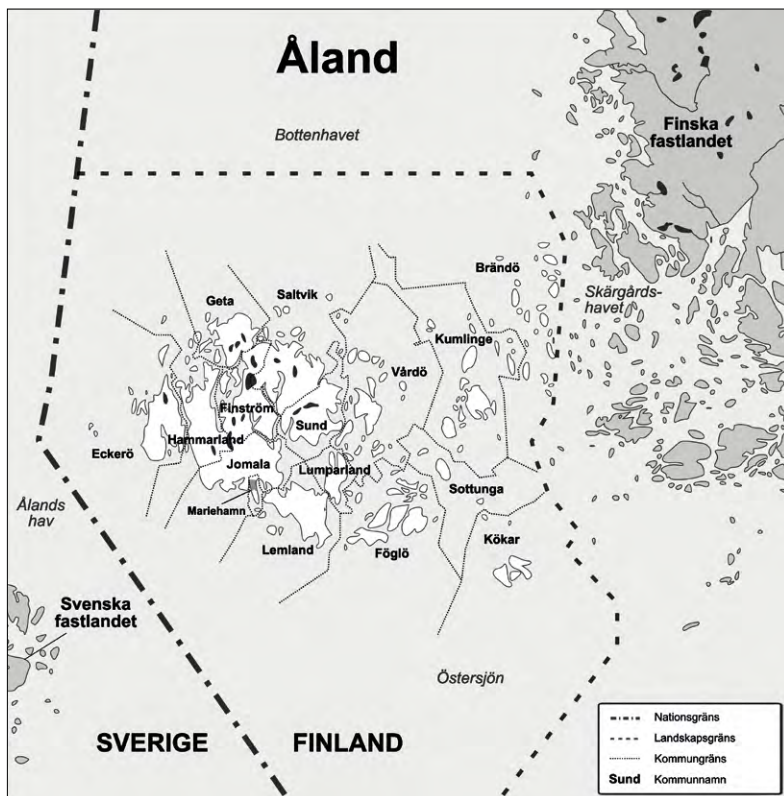 Åland
Bottenhavet
Finska
fastlandet
Brändö
Skärgårds-
havet
Geta
Saltvik
Kumlinge
Vårdö
Finström
Sund
Hammarland
Eckerö
Jomala
Lumparland
Mariehamn
Sottunga
Ålands
hav
Lemland
Föglö
Kökar
Svenska
fastlandet
Östersjön
SVERIGE
FINLAND
Nationsgräns
Landskapsgräns
Kommungräns
Sund Kommunnamn